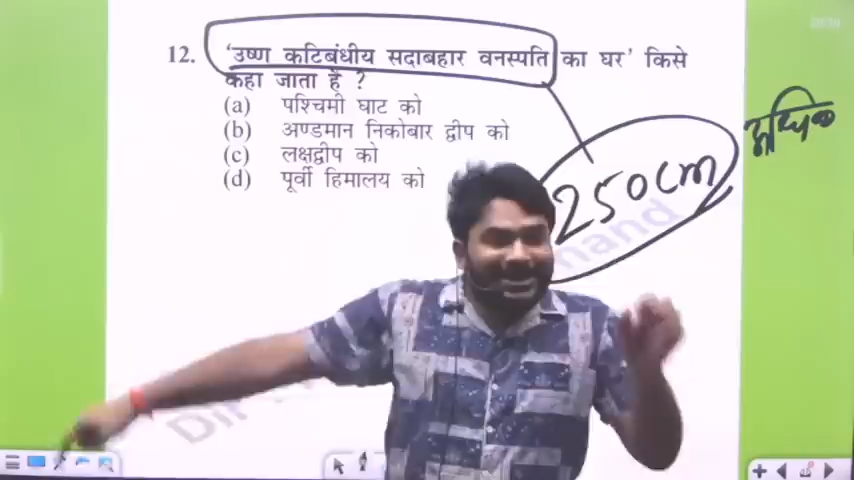 12. 'उष्ण कटिबंधीय सदाबहार वनस्पति का घर' किसे
कहा जाता है ?
(a) पश्चिमी घाट को
(b) अण्डमान निकोबार द्वीप को
(c) लक्षद्वीप को
(d) पूर्वी हिमालय को
250cm
अधिक